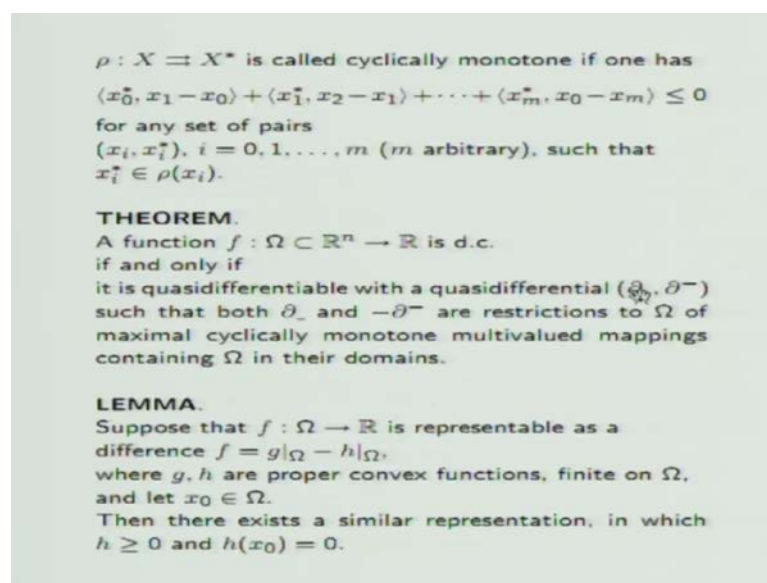 ρ : X ⇉ X* is called cyclically monotone if one has
⟨x₀*, x₁ − x₀⟩ + ⟨x₁*, x₂ − x₁⟩ + ··· + ⟨xₘ*, x₀ − xₘ⟩ ≤ 0
for any set of pairs
(xᵢ, xᵢ*), i = 0, 1, ..., m (m arbitrary), such that
xᵢ* ∈ ρ(xᵢ).
THEOREM.
A function f : Ω ⊂ ℝⁿ → ℝ is d.c.
if and only if
it is quasidifferentiable with a quasidifferential (∂₋, ∂⁻)
such that both ∂₋ and −∂⁻ are restrictions to Ω of
maximal cyclically monotone multivalued mappings
containing Ω in their domains.
LEMMA.
Suppose that f : Ω → ℝ is representable as a
difference f = g|Ω − h|Ω,
where g, h are proper convex functions, finite on Ω,
and let x₀ ∈ Ω.
Then there exists a similar representation, in which
h ≥ 0 and h(x₀) = 0.